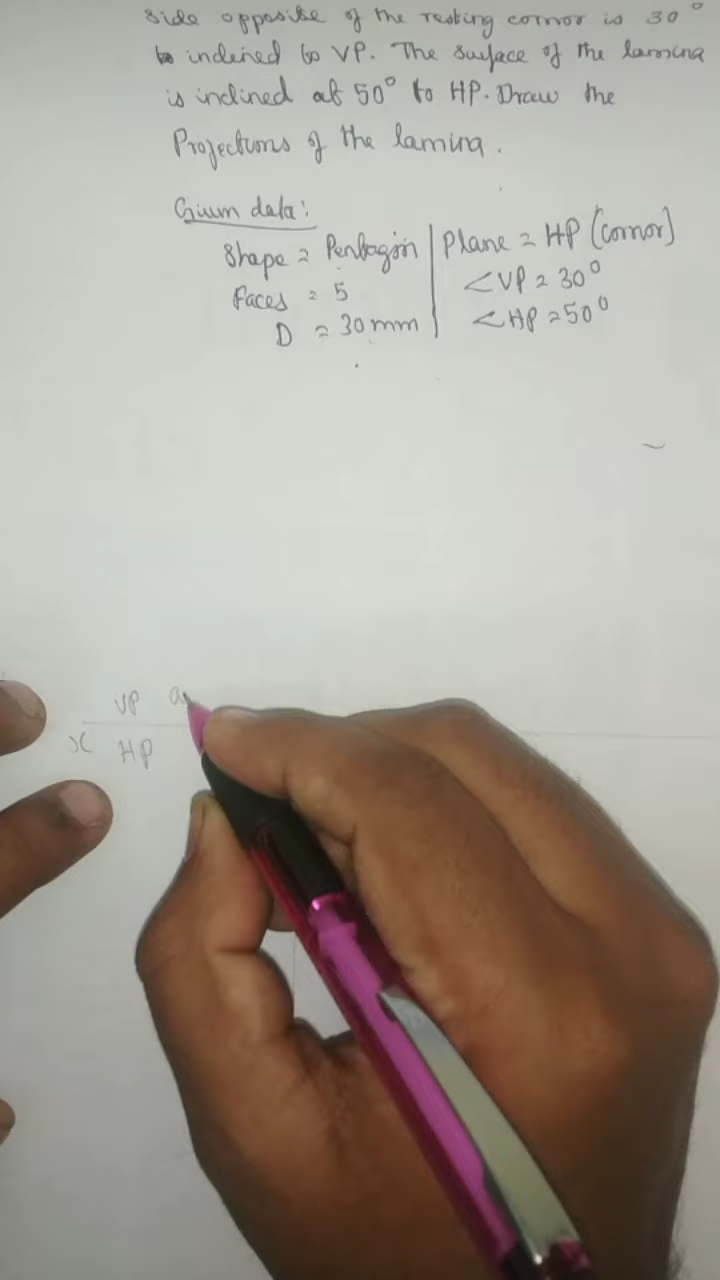 side opposite of the resting cornor is 30°
inclined to VP. The surface of the lamina
is inclined at 50° to HP. Draw the
Projections of the lamina.
Given data:
Shape = Pentagon | Plane = HP (cornor)
Faces = 5 | <VP = 30°
D = 30 mm | <HP = 50°
VP a
x HP